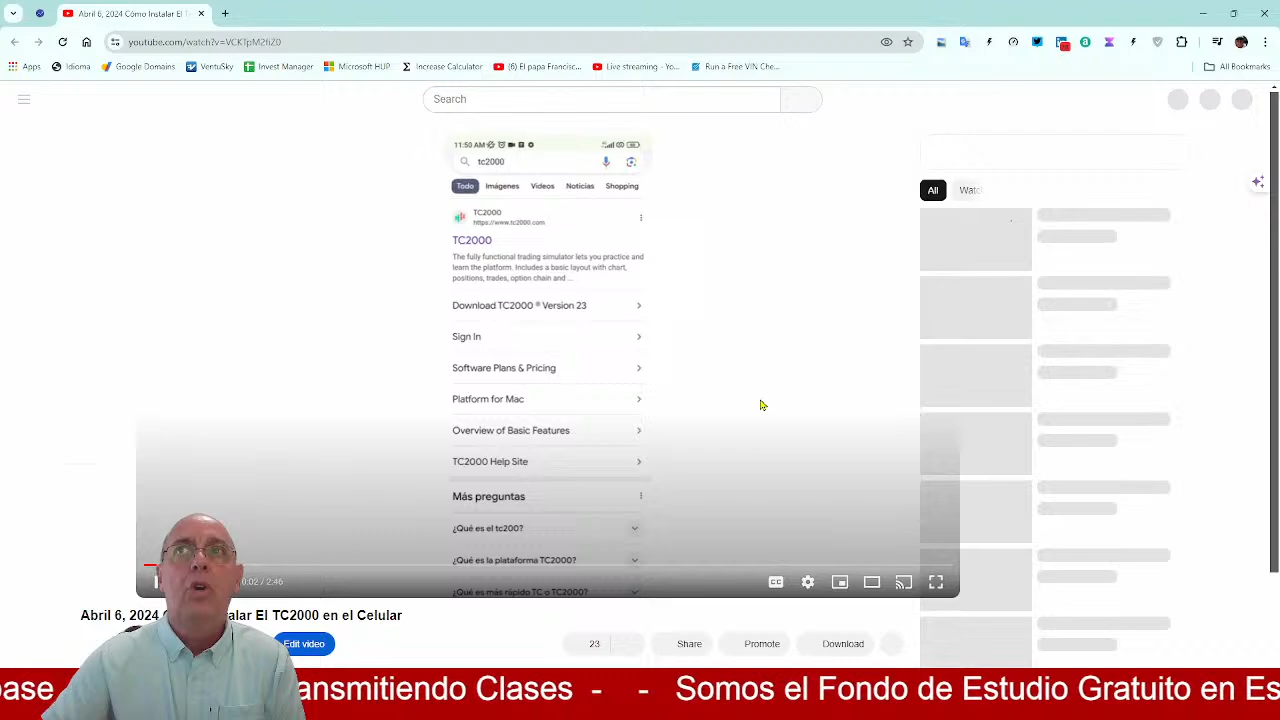 April 6, 2024 Como Instalar El T
youtube.com/watch?v=VCKTpM2fiZ0
Apps
Idioma
Google Domains
VentuSky
Invest Manager
Microsoft HUP
Increase Calculator
(6) El papa Francisc...
Live streaming - Yo...
Run a Free VIN Che...
All Bookmarks
Search
11:50 AM
tc2000
Todo Imágenes Videos Noticias Shopping
TC2000
https://www.tc2000.com
TC2000
The fully functional trading simulator lets you practice and
learn the platform. Includes a basic layout with chart,
positions, trades, option chain and ...
Download TC2000 ® Version 23
Sign In
Software Plans & Pricing
Platform for Mac
Overview of Basic Features
TC2000 Help Site
Más preguntas
¿Qué es el tc200?
¿Qué es la plataforma TC2000?
¿Qué es más rápido TC o TC2000?
All
Watc
0:02 / 2:46
CC
Abril 6, 2024 alar El TC2000 en el Celular
Edit video
23
Share
Promote
Download
ase ansmitiendo Clases - - Somos el Fondo de Estudio Gratuito en Es